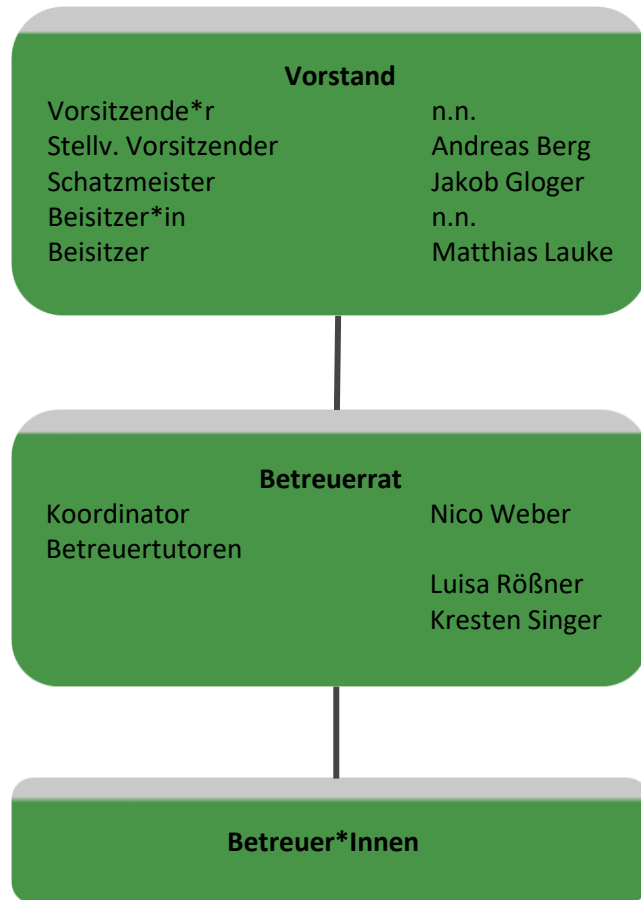 Vorstand
Vorsitzende*r n.n.
Stellv. Vorsitzender Andreas Berg
Schatzmeister Jakob Gloger
Beisitzer*in n.n.
Beisitzer Matthias Lauke
Betreuerrat
Koordinator Nico Weber
Betreuertutoren
Luisa Rößner
Kresten Singer
Betreuer*Innen